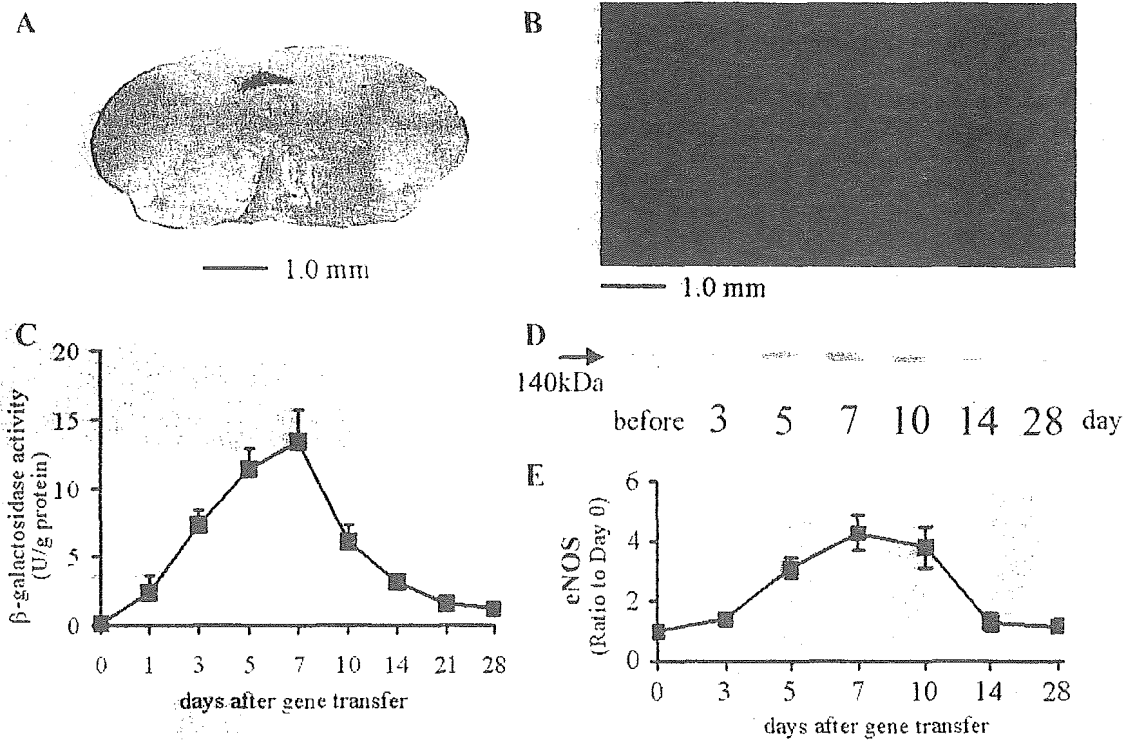 A
1.0 mm
B
1.0 mm
C
β-galactosidase activity
(U/g protein)
20
15
10
5
0
0 1 3 5 7 10 14 21 28
days after gene transfer
D
140kDa
before 3 5 7 10 14 28 day
E
eNOS
(Ratio to Day 0)
6
4
2
0
0 3 5 7 10 14 28
days after gene transfer